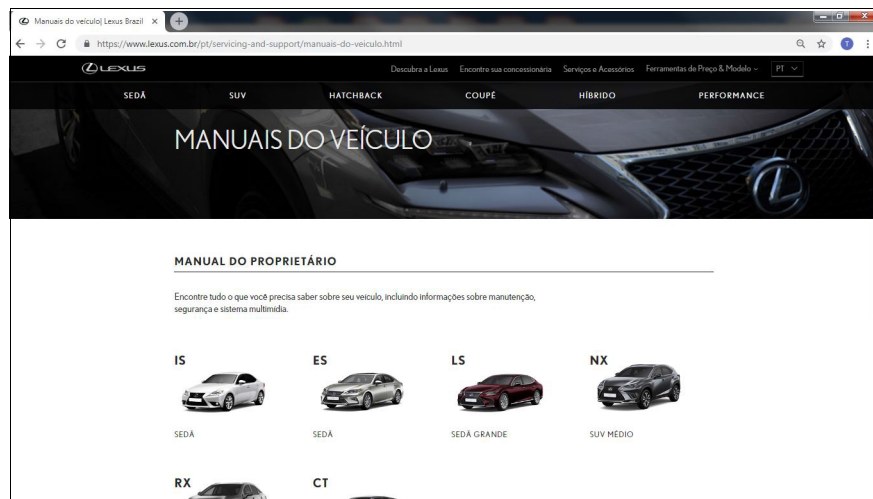 Manuais do veículo| Lexus Brazil
https://www.lexus.com.br/pt/servicing-and-support/manuais-do-veiculo.html
T
LEXUS
Descubra a Lexus Encontre sua concessionária Serviços e Acessórios Ferramentas de Preço & Modelo PT
SEDÃ SUV HATCHBACK COUPÉ HÍBRIDO PERFORMANCE
MANUAIS DO VEÍCULO
MANUAL DO PROPRIETÁRIO
Encontre tudo o que você precisa saber sobre seu veículo, incluindo informações sobre manutenção,
segurança e sistema multimídia.
IS ES LS NX
SEDÃ SEDÃ SEDÃ GRANDE SUV MÉDIO
RX CT